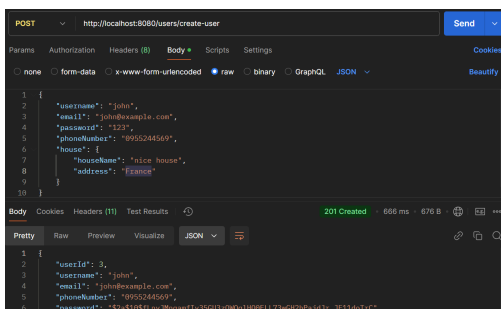 POST http://localhost:8080/users/create-user Send
Params Authorization Headers (8) Body Scripts Settings Cookies
none form-data x-www-form-urlencoded raw binary GraphQL JSON Beautify
1 {
2 "username": "john",
3 "email": "john@example.com",
4 "password": "123",
5 "phoneNumber": "0955244569",
6 "house": {
7 "houseName": "nice house",
8 "address": "France"
9 }
10 }
Body Cookies Headers (11) Test Results 201 Created 666 ms 676 B
Pretty Raw Preview Visualize JSON
1 {
2 "userId": 3,
3 "username": "john",
4 "email": "john@example.com",
5 "phoneNumber": "0955244569",
6 "password":